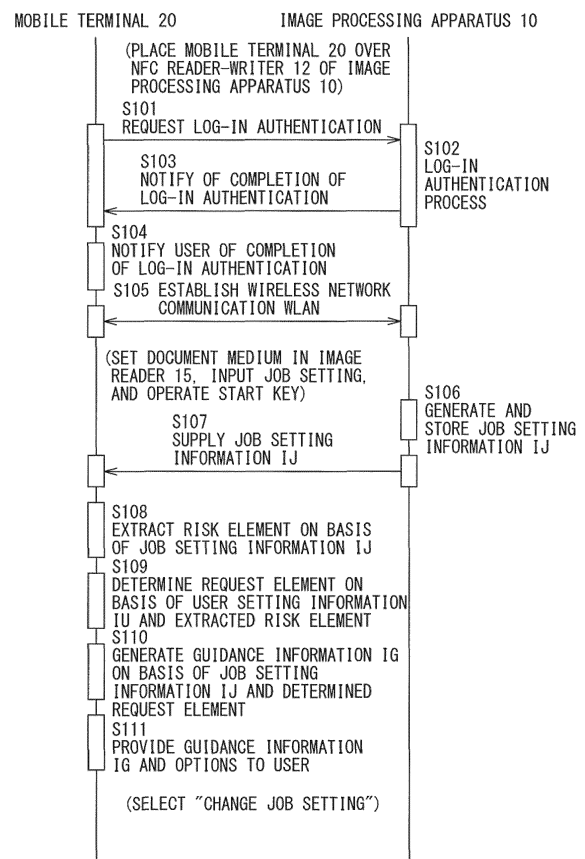 MOBILE TERMINAL 20 IMAGE PROCESSING APPARATUS 10
(PLACE MOBILE TERMINAL 20 OVER
NFC READER-WRITER 12 OF IMAGE
PROCESSING APPARATUS 10)
S101
REQUEST LOG-IN AUTHENTICATION
S102
LOG-IN
AUTHENTICATION
PROCESS
S103
NOTIFY OF COMPLETION OF
LOG-IN AUTHENTICATION
S104
NOTIFY USER OF COMPLETION
OF LOG-IN AUTHENTICATION
S105 ESTABLISH WIRELESS NETWORK
COMMUNICATION WLAN
(SET DOCUMENT MEDIUM IN IMAGE
READER 15, INPUT JOB SETTING,
AND OPERATE START KEY)
S106
GENERATE AND
STORE JOB SETTING
INFORMATION IJ
S107
SUPPLY JOB SETTING
INFORMATION IJ
S108
EXTRACT RISK ELEMENT ON BASIS
OF JOB SETTING INFORMATION IJ
S109
DETERMINE REQUEST ELEMENT ON
BASIS OF USER SETTING INFORMATION
IU AND EXTRACTED RISK ELEMENT
S110
GENERATE GUIDANCE INFORMATION IG
ON BASIS OF JOB SETTING
INFORMATION IJ AND DETERMINED
REQUEST ELEMENT
S111
PROVIDE GUIDANCE INFORMATION
IG AND OPTIONS TO USER
(SELECT "CHANGE JOB SETTING")